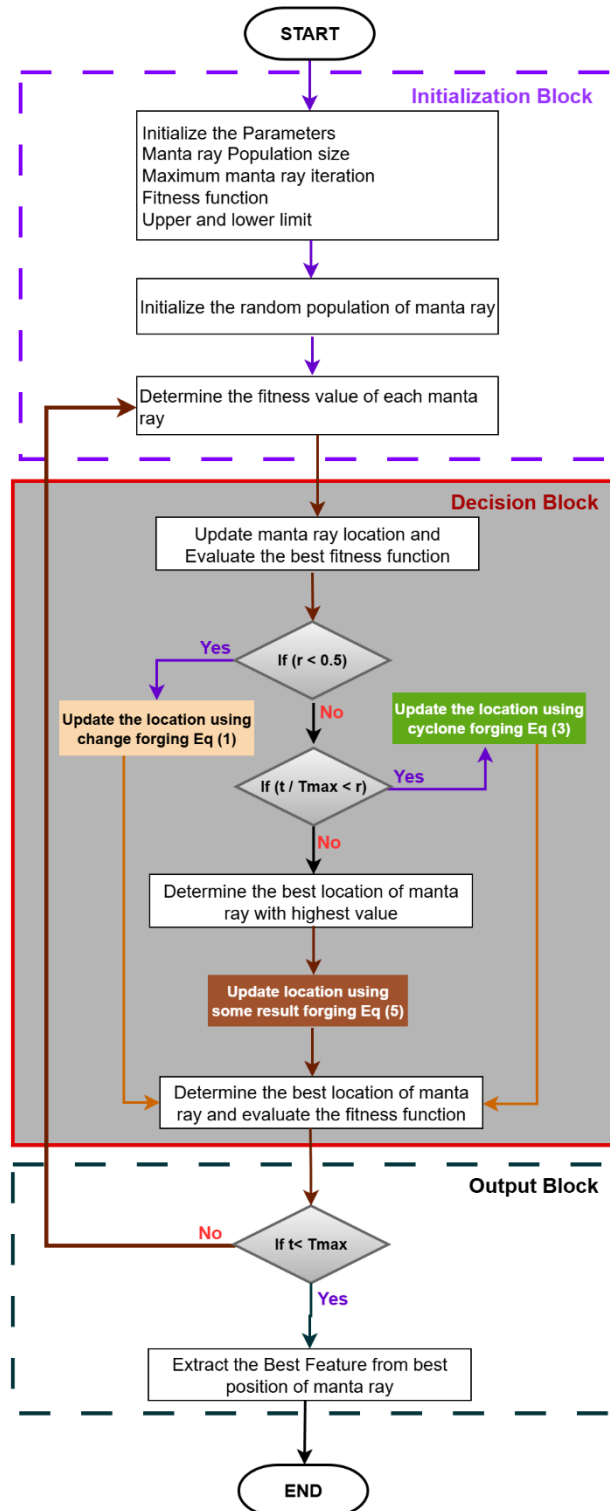 START
Initialization Block
Initialize the Parameters
Manta ray Population size
Maximum manta ray iteration
Fitness function
Upper and lower limit
Initialize the random population of manta ray
Determine the fitness value of each manta
ray
Decision Block
Update manta ray location and
Evaluate the best fitness function
If (r < 0.5)
Yes
Update the location using
change forging Eq (1)
No
Update the location using
cyclone forging Eq (3)
If (t / Tmax < r)
Yes
No
Determine the best location of manta
ray with highest value
Update location using
some result forging Eq (5)
Determine the best location of manta
ray and evaluate the fitness function
Output Block
No
If t< Tmax
Yes
Extract the Best Feature from best
position of manta ray
END